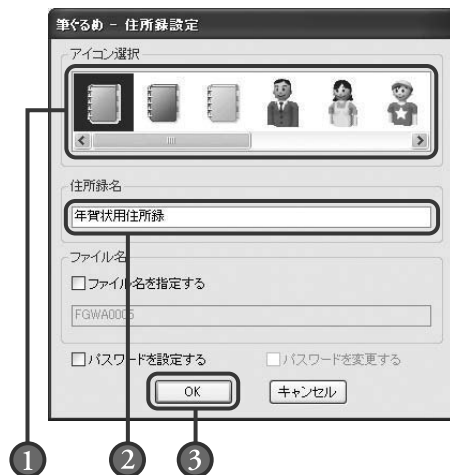 筆ぐるめ - 住所録設定
アイコン選択
住所録名
年賀状用住所録
ファイル名
ファイル名を指定する
FGWA0005
パスワードを設定する パスワードを変更する
OK キャンセル
1 2 3